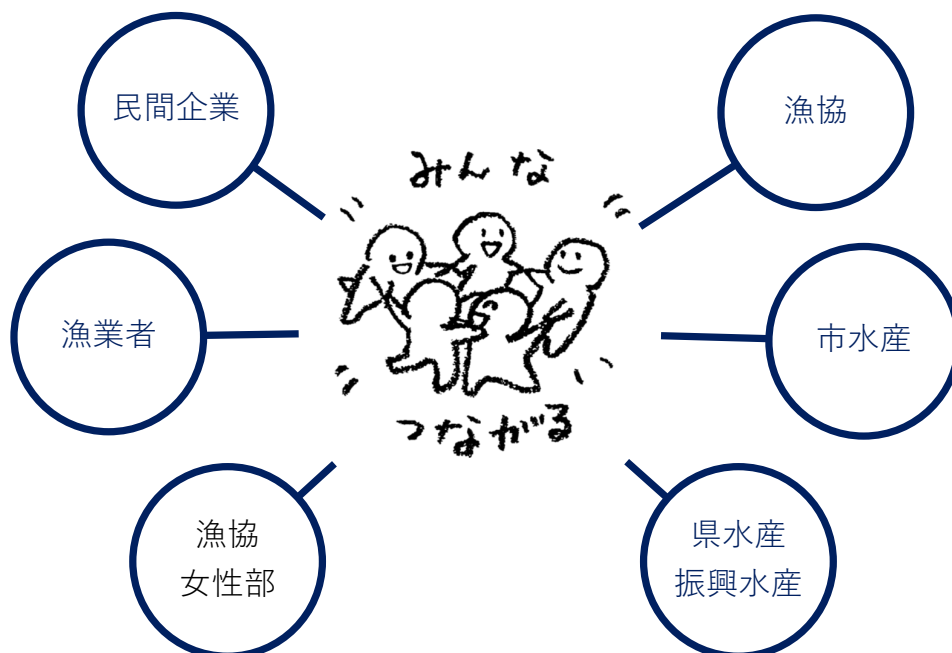 民間企業
漁協
みんな
漁業者
市水産
つながる
漁協
女性部
県水産
振興水産